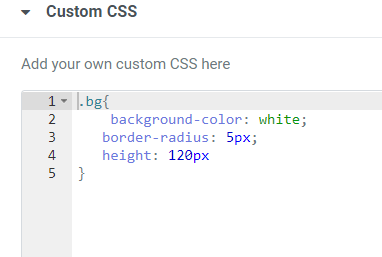 Custom CSS
Add your own custom CSS here
1 .bg{
2 background-color: white;
3 border-radius: 5px;
4 height: 120px
5 }